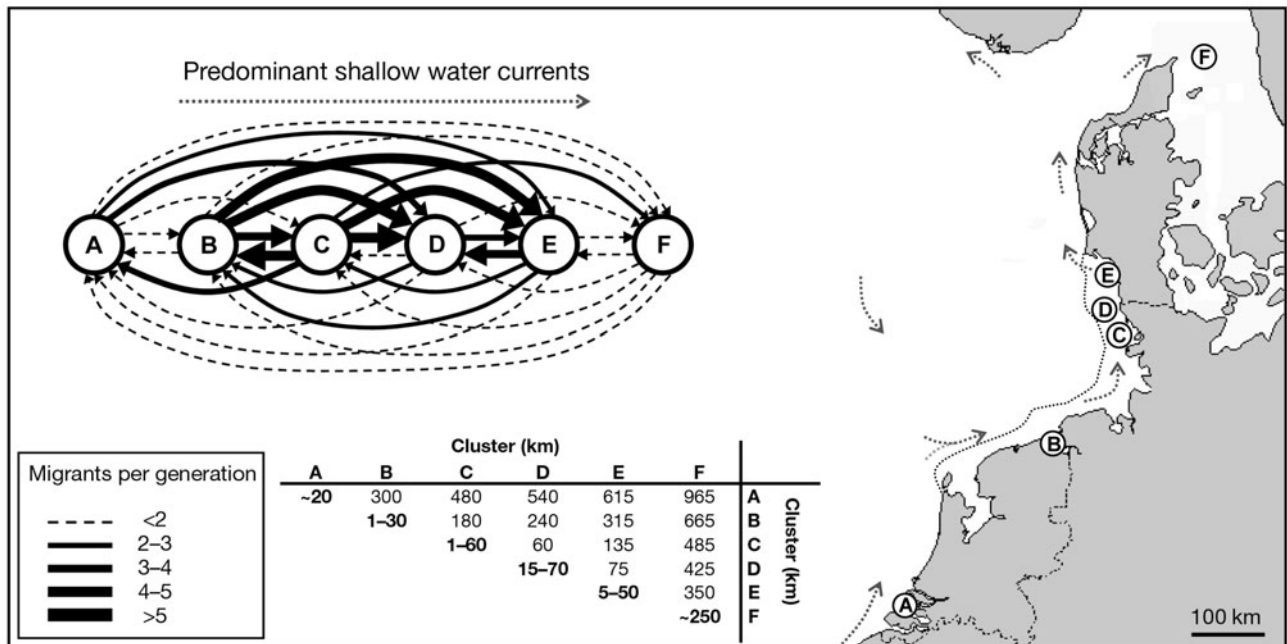 Predominant shallow water currents
A B C D E F
Migrants per generation
<2
2–3
3–4
4–5
>5
Cluster (km)
A B C D E F
~20 300 480 540 615 965 A
1–30 180 240 315 665 B
1–60 60 135 485 C
15–70 75 425 D
5–50 350 E
~250 F
Cluster (km)
F
E
D
C
B
A
100 km